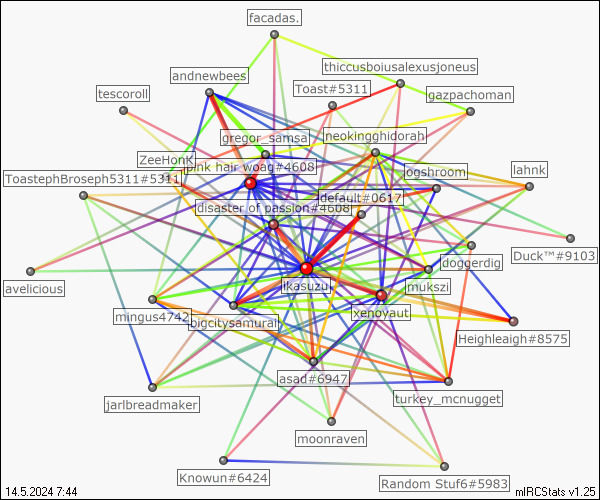 facadas.
thiccusboiusalexusjoneus
andnewbees
Toast#5311
tescoroll
gazpachoman
gregor_samsa
neokingghidorah
ZeeHonK
pink hair woag#4608
jogshroom
lahnk
ToastephBroseph5311#5311
default#0617
disaster of passion#4608
Duck™#9103
doggerdig
avelicious
ikasuzui
mukszi
mingus4742
bigcitysamurai
xenoyaut
Heighleaigh#8575
asad#6947
turkey_mcnugget
jarlbreadmaker
moonraven
Knowun#6424
Random Stuf6#5983
14.5.2024 7:44
mIRCStats v1.25